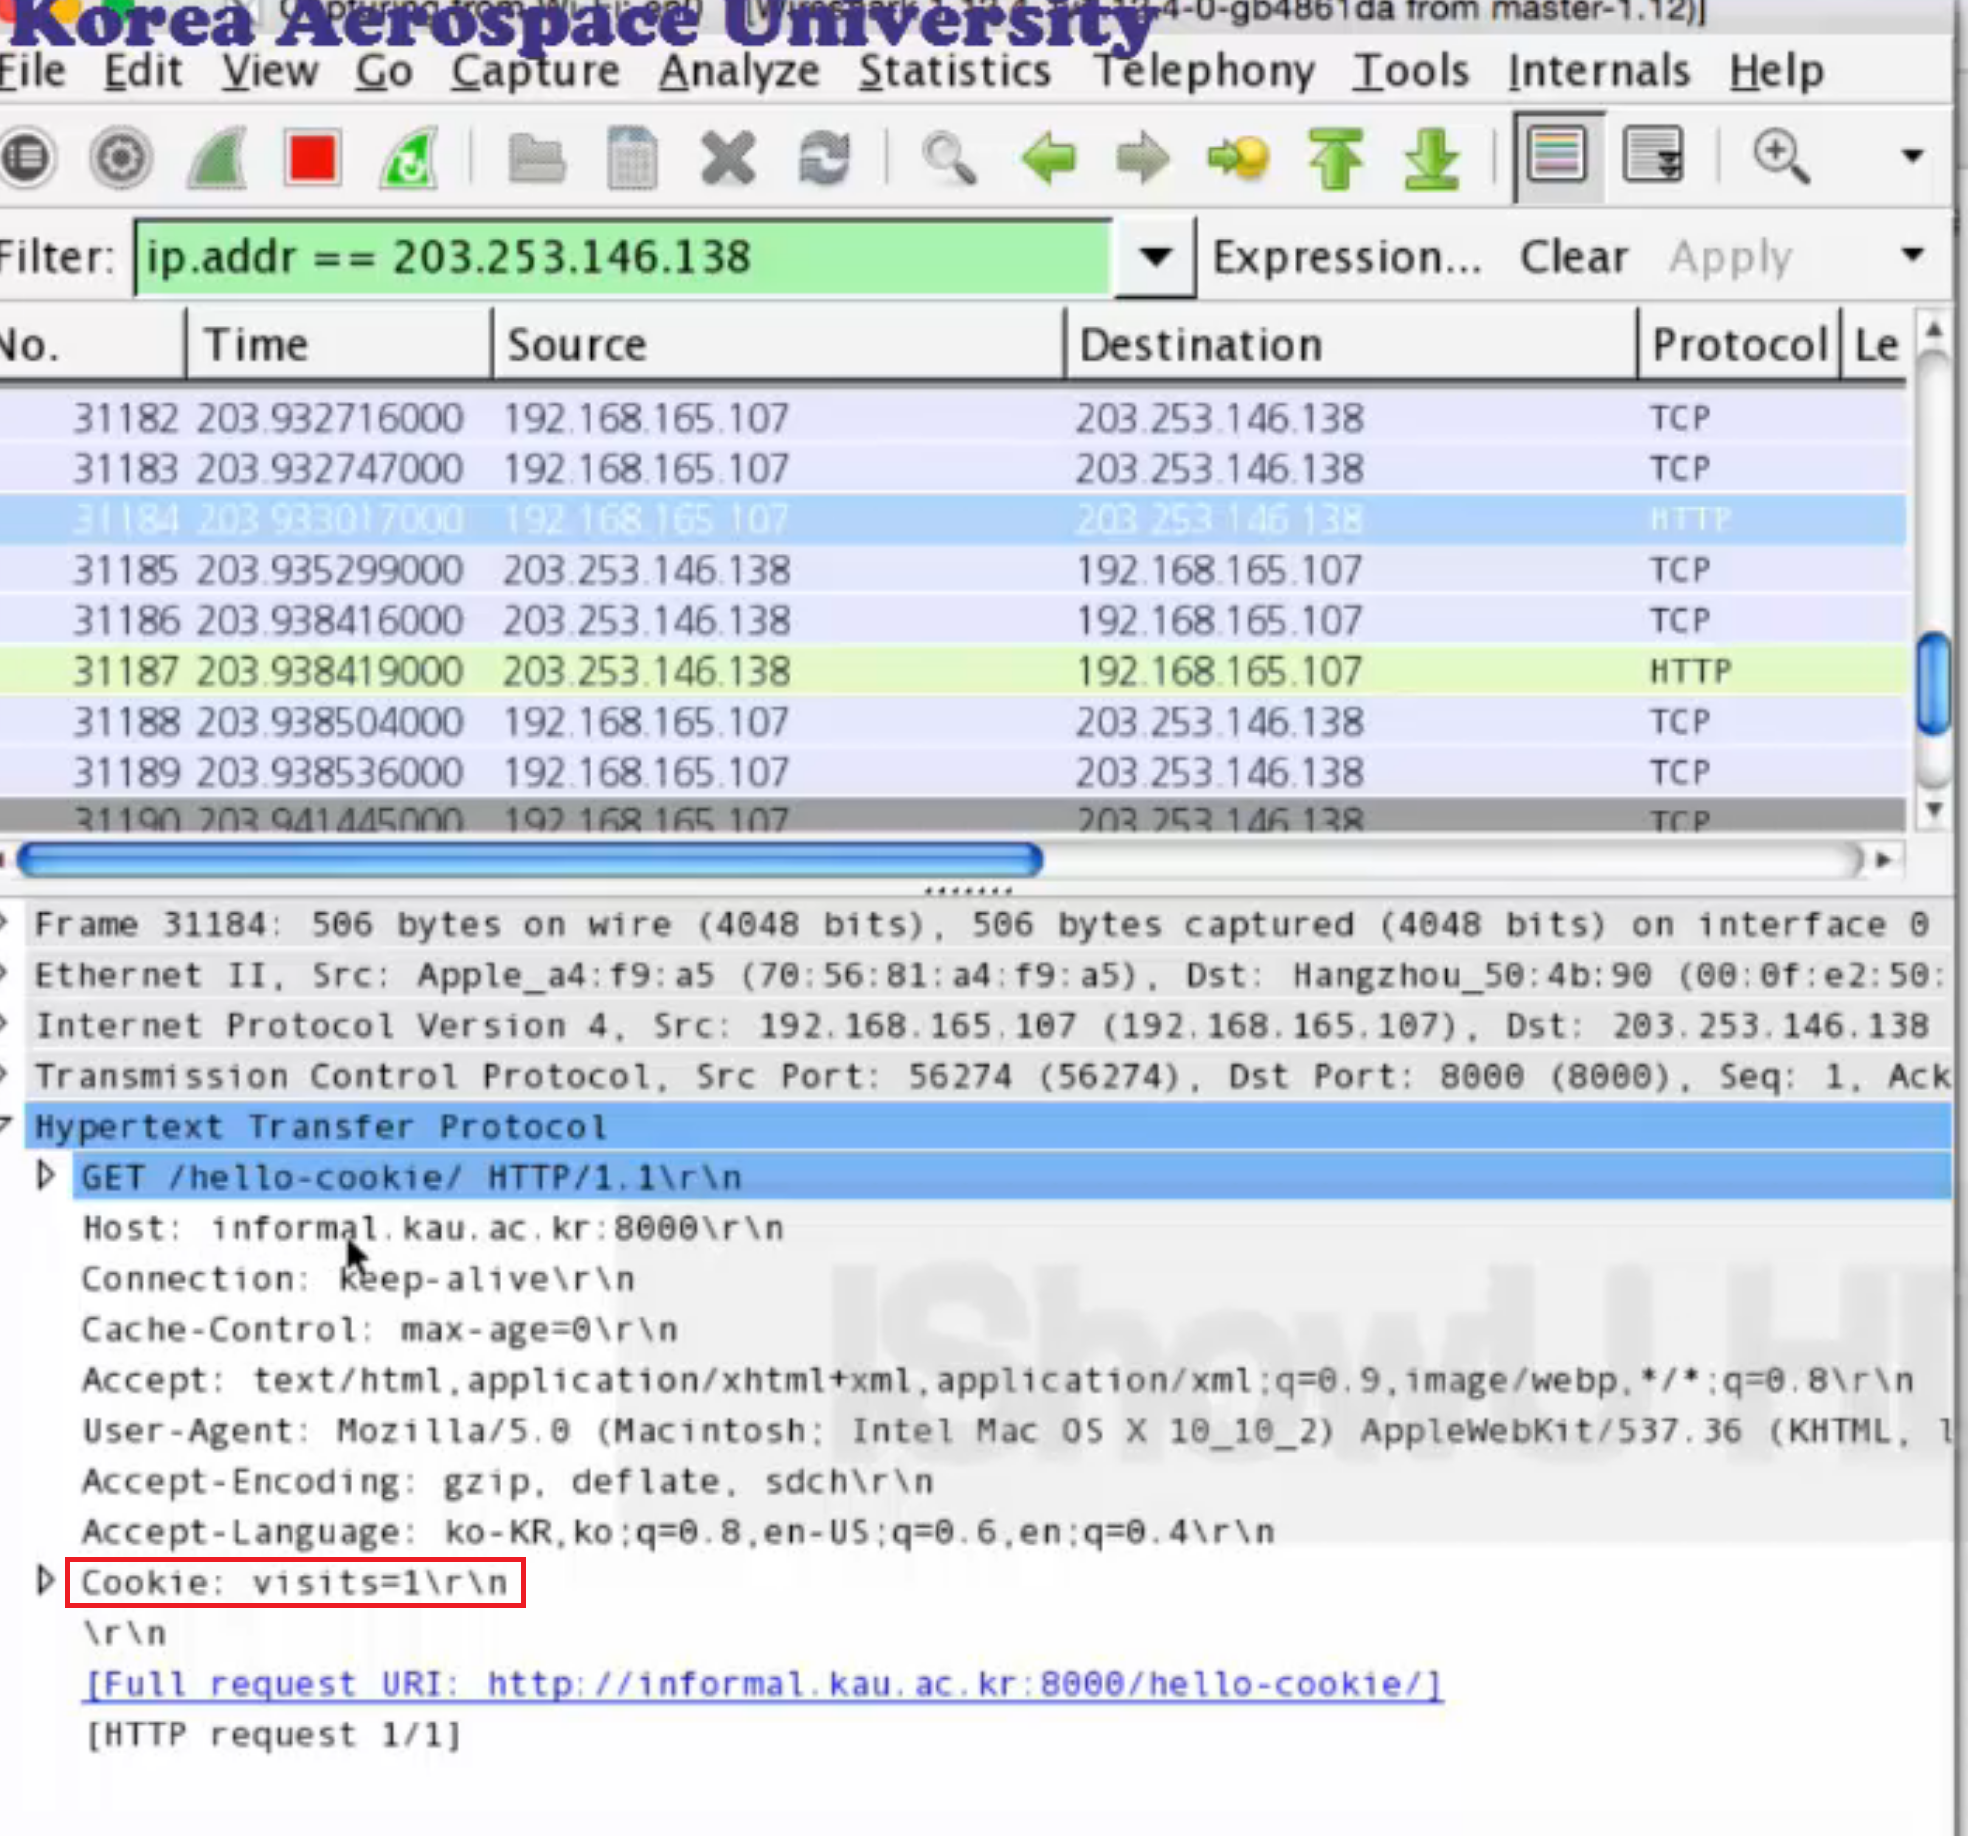 Korea Aerospace University
4-0-gb4861da from master-1.12)]
File Edit View Go Capture Analyze Statistics Telephony Tools Internals Help
Filter: ip.addr == 203.253.146.138 Expression... Clear Apply
No. Time Source Destination Protocol Le
31182 203.932716000 192.168.165.107 203.253.146.138 TCP
31183 203.932747000 192.168.165.107 203.253.146.138 TCP
31184 203.933017000 192.168.165.107 203.253.146.138 HTTP
31185 203.935299000 203.253.146.138 192.168.165.107 TCP
31186 203.938416000 203.253.146.138 192.168.165.107 TCP
31187 203.938419000 203.253.146.138 192.168.165.107 HTTP
31188 203.938504000 192.168.165.107 203.253.146.138 TCP
31189 203.938536000 192.168.165.107 203.253.146.138 TCP
31190 203.941445000 192.168.165.107 203.253.146.138 TCP
Frame 31184: 506 bytes on wire (4048 bits), 506 bytes captured (4048 bits) on interface 0
Ethernet II, Src: Apple_a4:f9:a5 (70:56:81:a4:f9:a5), Dst: Hangzhou_50:4b:90 (00:0f:e2:50:
Internet Protocol Version 4, Src: 192.168.165.107 (192.168.165.107), Dst: 203.253.146.138
Transmission Control Protocol, Src Port: 56274 (56274), Dst Port: 8000 (8000), Seq: 1, Ack
Hypertext Transfer Protocol
GET /hello-cookie/ HTTP/1.1\r\n
Host: informal.kau.ac.kr:8000\r\n
Connection: keep-alive\r\n
Cache-Control: max-age=0\r\n
Accept: text/html,application/xhtml+xml,application/xml;q=0.9,image/webp,*/*;q=0.8\r\n
User-Agent: Mozilla/5.0 (Macintosh; Intel Mac OS X 10_10_2) AppleWebKit/537.36 (KHTML, l
Accept-Encoding: gzip, deflate, sdch\r\n
Accept-Language: ko-KR,ko;q=0.8,en-US;q=0.6,en;q=0.4\r\n
Cookie: visits=1\r\n
\r\n
[Full request URI: http://informal.kau.ac.kr:8000/hello-cookie/]
[HTTP request 1/1]
iShowU H